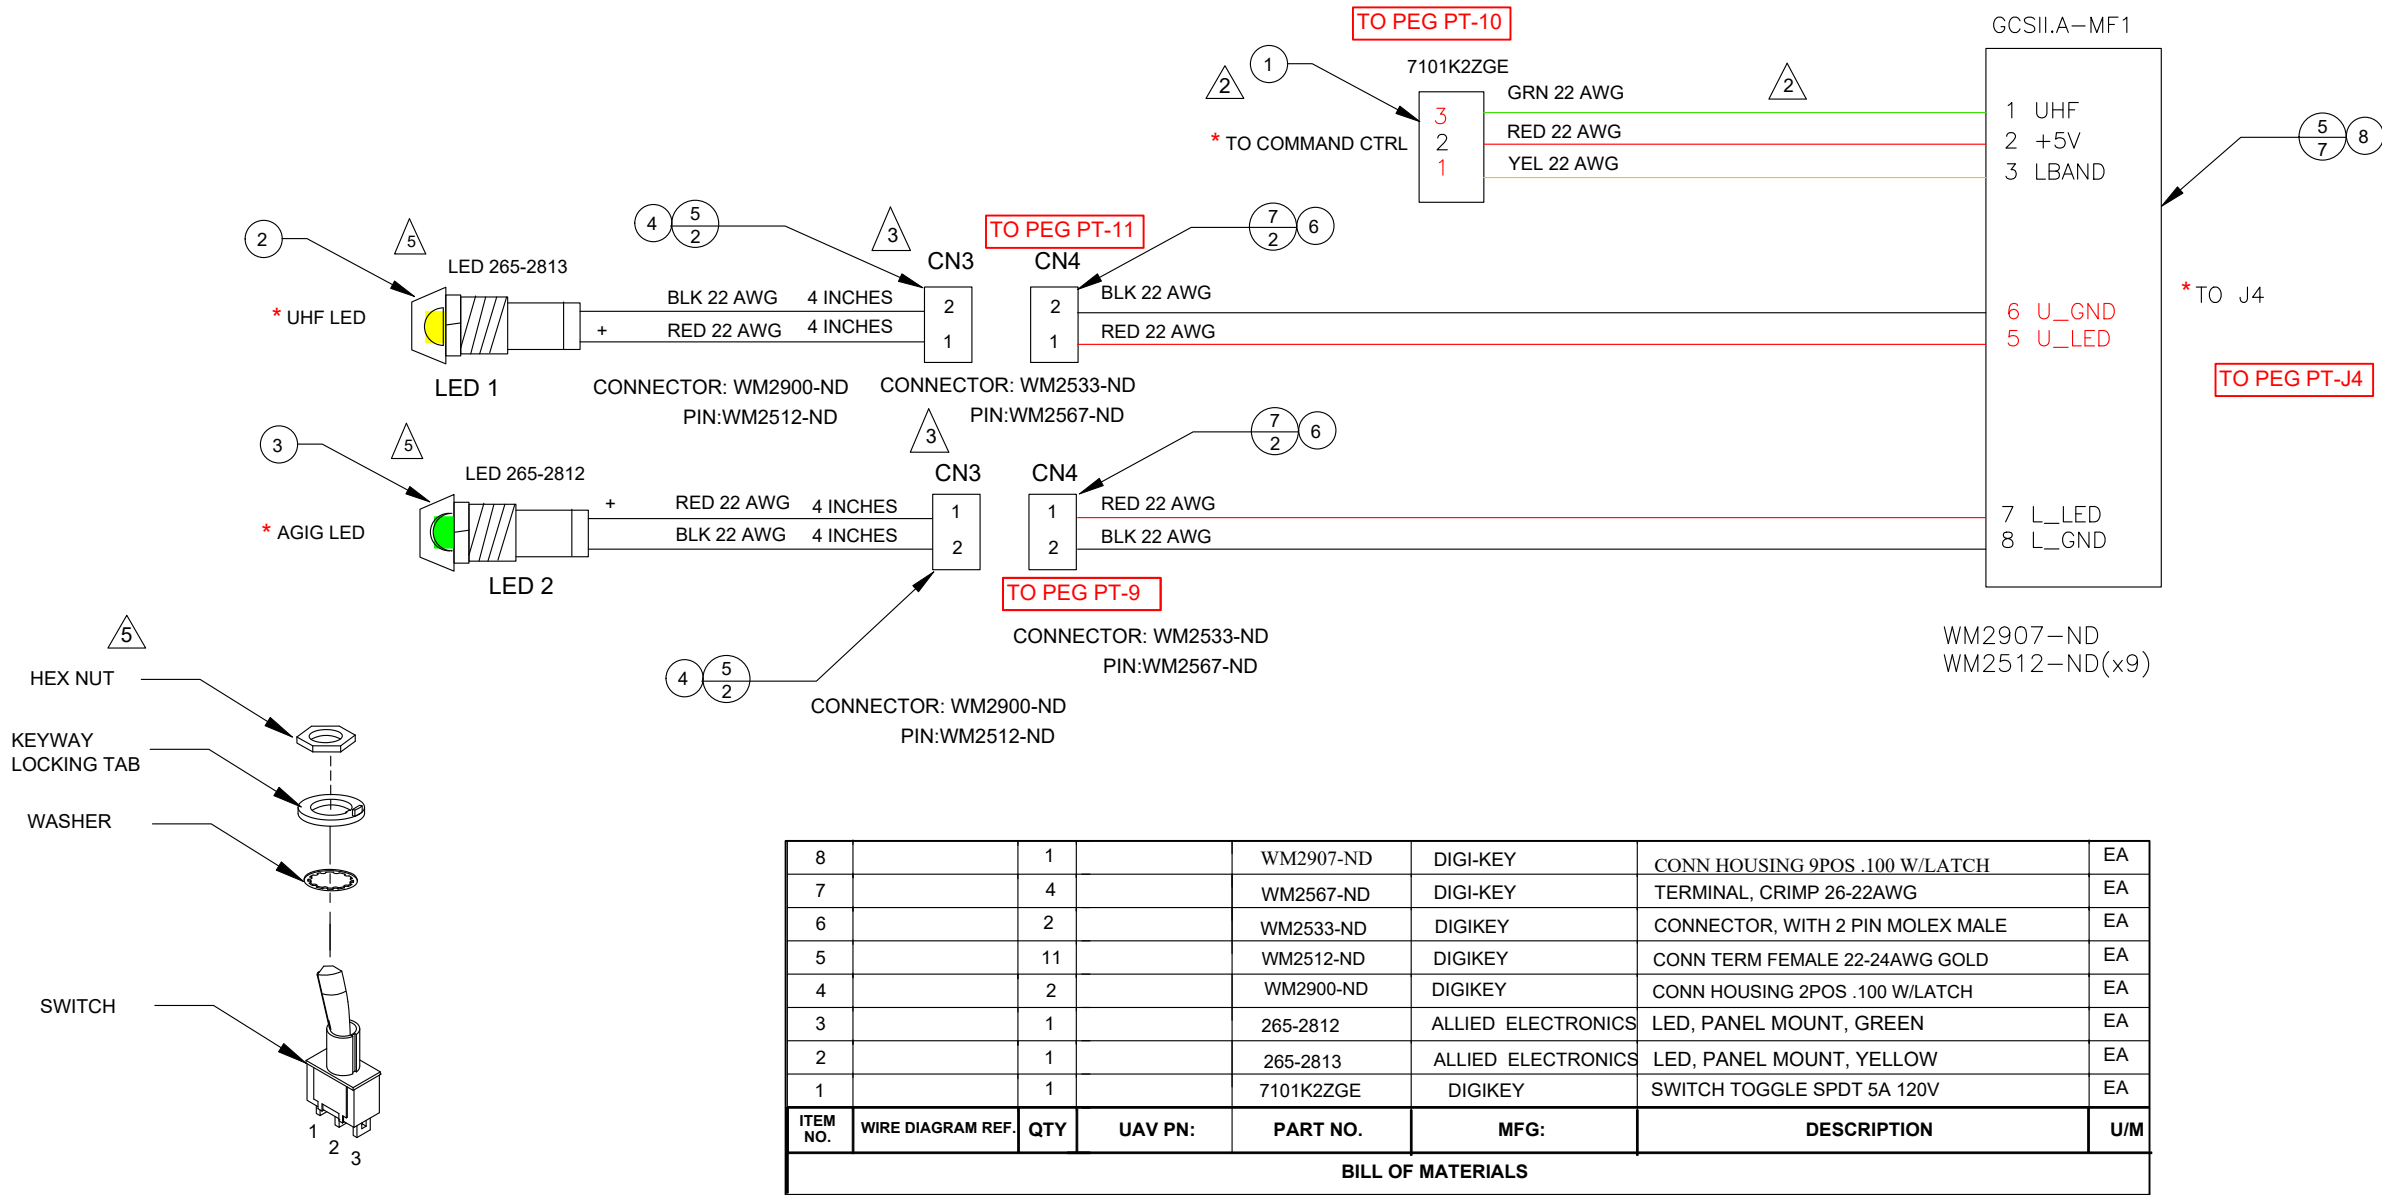 TO PEG PT-10
GCSII.A-MF1
1
7101K2ZGE
2
GRN 22 AWG
2
3
1 UHF
* TO COMMAND CTRL
2
RED 22 AWG
2 +5V
5
7
8
1
YEL 22 AWG
3 LBAND
4
5
2
3
TO PEG PT-11
7
2
6
2
5
LED 265-2813
CN3
CN4
* UHF LED
BLK 22 AWG 4 INCHES
2
2
BLK 22 AWG
* TO J4
6 U_GND
+
RED 22 AWG 4 INCHES
1
1
RED 22 AWG
5 U_LED
LED 1
CONNECTOR: WM2900-ND
CONNECTOR: WM2533-ND
TO PEG PT-J4
PIN:WM2512-ND
PIN:WM2567-ND
3
5
3
7
2
6
LED 265-2812
CN3
CN4
* AGIG LED
+
RED 22 AWG 4 INCHES
1
1
RED 22 AWG
7 L_LED
BLK 22 AWG 4 INCHES
2
2
BLK 22 AWG
8 L_GND
LED 2
TO PEG PT-9
CONNECTOR: WM2533-ND
PIN:WM2567-ND
WM2907-ND
WM2512-ND(x9)
4
5
2
CONNECTOR: WM2900-ND
PIN:WM2512-ND
5
HEX NUT
KEYWAY
LOCKING TAB
WASHER
SWITCH
1
2
3
8 1 WM2907-ND DIGI-KEY CONN HOUSING 9POS .100 W/LATCH EA
7 4 WM2567-ND DIGI-KEY TERMINAL, CRIMP 26-22AWG EA
6 2 WM2533-ND DIGIKEY CONNECTOR, WITH 2 PIN MOLEX MALE EA
5 11 WM2512-ND DIGIKEY CONN TERM FEMALE 22-24AWG GOLD EA
4 2 WM2900-ND DIGIKEY CONN HOUSING 2POS .100 W/LATCH EA
3 1 265-2812 ALLIED ELECTRONICS LED, PANEL MOUNT, GREEN EA
2 1 265-2813 ALLIED ELECTRONICS LED, PANEL MOUNT, YELLOW EA
1 1 7101K2ZGE DIGIKEY SWITCH TOGGLE SPDT 5A 120V EA
ITEM NO. WIRE DIAGRAM REF. QTY UAV PN: PART NO. MFG: DESCRIPTION U/M
BILL OF MATERIALS